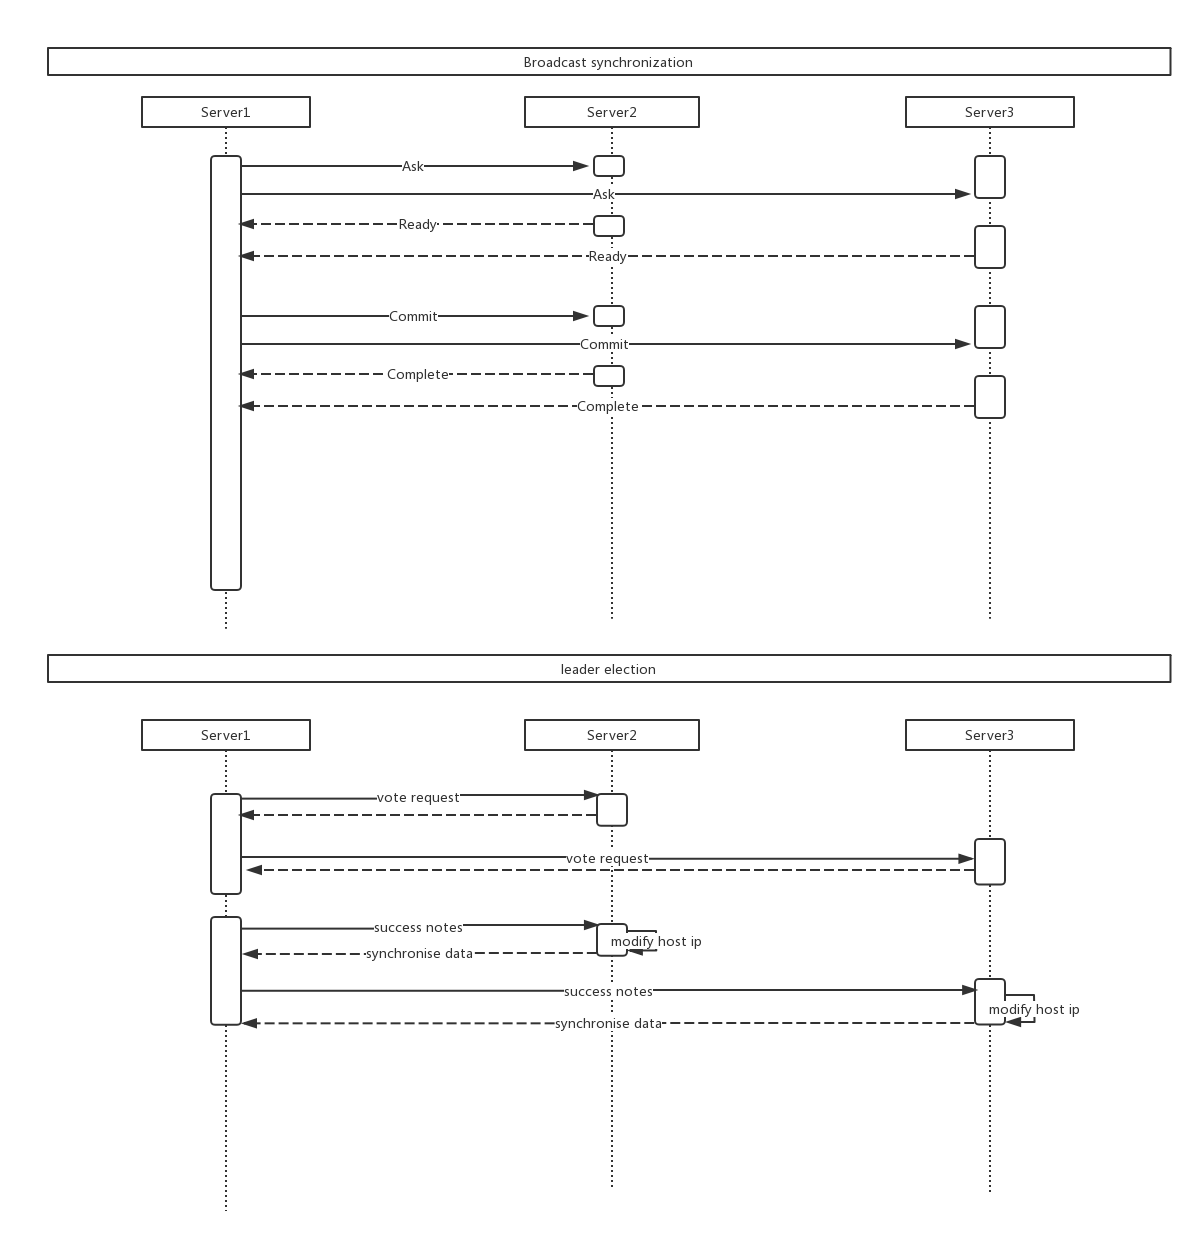 Broadcast synchronization
Server1
Server2
Server3
Ask
Ask
Ready
Ready
Commit
Commit
Complete
Complete
leader election
Server1
Server2
Server3
vote request
vote request
success notes
modify host ip
synchronise data
success notes
modify host ip
synchronise data